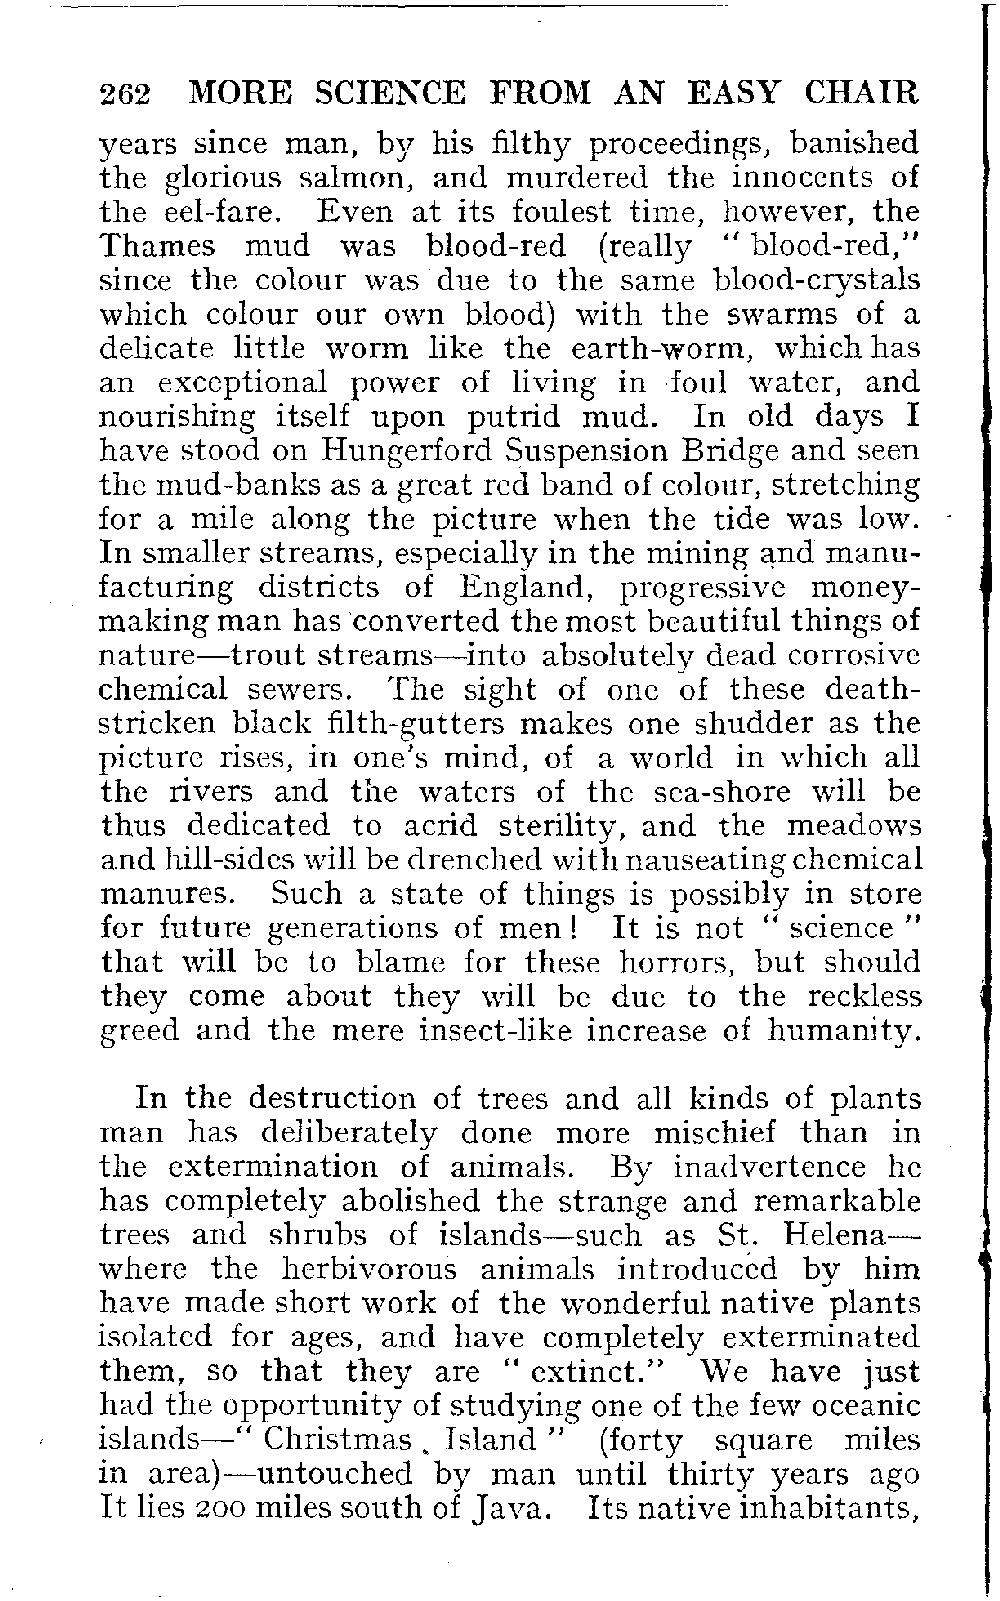 262 MORE SCIENCE FROM AN EASY CHAIR
years since man, by his filthy proceedings, banished
the glorious salmon, and murdered the innocents of
the eel-fare. Even at its foulest time, however, the
Thames mud was blood-red (really “ blood-red,”
since the colour was due to the same blood-crystals
which colour our own blood) with the swarms of a
delicate little worm like the earth-worm, which has
an exceptional power of living in foul water, and
nourishing itself upon putrid mud. In old days I
have stood on Hungerford Suspension Bridge and seen
the mud-banks as a great red band of colour, stretching
for a mile along the picture when the tide was low.
In smaller streams, especially in the mining and manu-
facturing districts of England, progressive money-
making man has converted the most beautiful things of
nature—trout streams—into absolutely dead corrosive
chemical sewers. The sight of one of these death-
stricken black filth-gutters makes one shudder as the
picture rises, in one's mind, of a world in which all
the rivers and the waters of the sea-shore will be
thus dedicated to acrid sterility, and the meadows
and hill-sides will be drenched with nauseating chemical
manures. Such a state of things is possibly in store
for future generations of men! It is not “ science ”
that will be to blame for these horrors, but should
they come about they will be due to the reckless
greed and the mere insect-like increase of humanity.
In the destruction of trees and all kinds of plants
man has deliberately done more mischief than in
the extermination of animals. By inadvertence he
has completely abolished the strange and remarkable
trees and shrubs of islands—such as St. Helena—
where the herbivorous animals introduced by him
have made short work of the wonderful native plants
isolated for ages, and have completely exterminated
them, so that they are “ extinct.” We have just
had the opportunity of studying one of the few oceanic
islands—“ Christmas Island ” (forty square miles
in area)—untouched by man until thirty years ago
It lies 200 miles south of Java. Its native inhabitants,